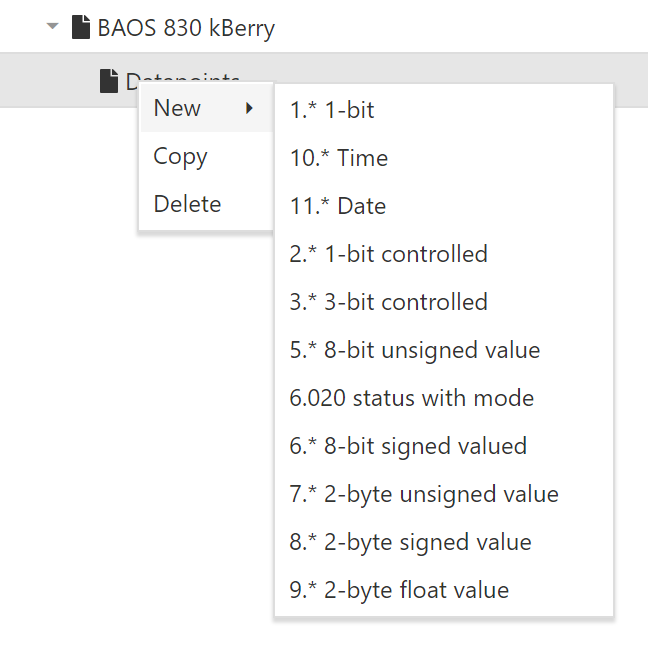 BAOS 830 kBerry
Datapoints
New
Copy
Delete
1.* 1-bit
10.* Time
11.* Date
2.* 1-bit controlled
3.* 3-bit controlled
5.* 8-bit unsigned value
6.020 status with mode
6.* 8-bit signed valued
7.* 2-byte unsigned value
8.* 2-byte signed value
9.* 2-byte float value